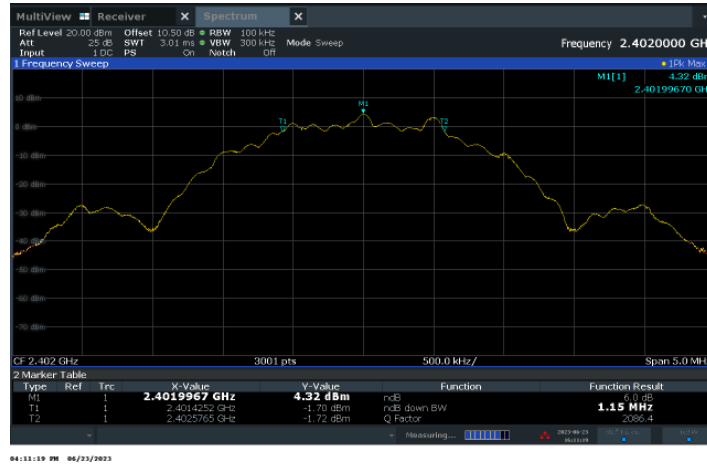 MultiView Receiver X Spectrum X
Ref Level 20.00 dBm Offset 10.50 dB RBW 100 kHz
Att 25 dB SWT 3.01 ms VBW 300 kHz Mode Sweep Frequency 2.4020000 GH
Input 1 DC PS On Notch Off
1 Frequency Sweep 1Pk Max
M1[1] 4.32 dBm
2.40199670 GH
10 dBm
M1
0 dBm
T1 T2
-10 dBm
-20 dBm
-30 dBm
-40 dBm
-50 dBm
-60 dBm
-70 dBm
CF 2.402 GHz 3001 pts 500.0 kHz/ Span 5.0 MH
2 Marker Table
Type Ref Trc X-Value Y-Value Function Function Result
M1 1 2.4019967 GHz 4.32 dBm ndB 6.0 dB
T1 1 2.4014252 GHz -1.70 dBm ndB down BW 1.15 MHz
T2 1 2.4025765 GHz -1.72 dBm Q Factor 2086.4
Measuring... 2023-06-23
16:11:19
04:11:19 PM 06/23/2023